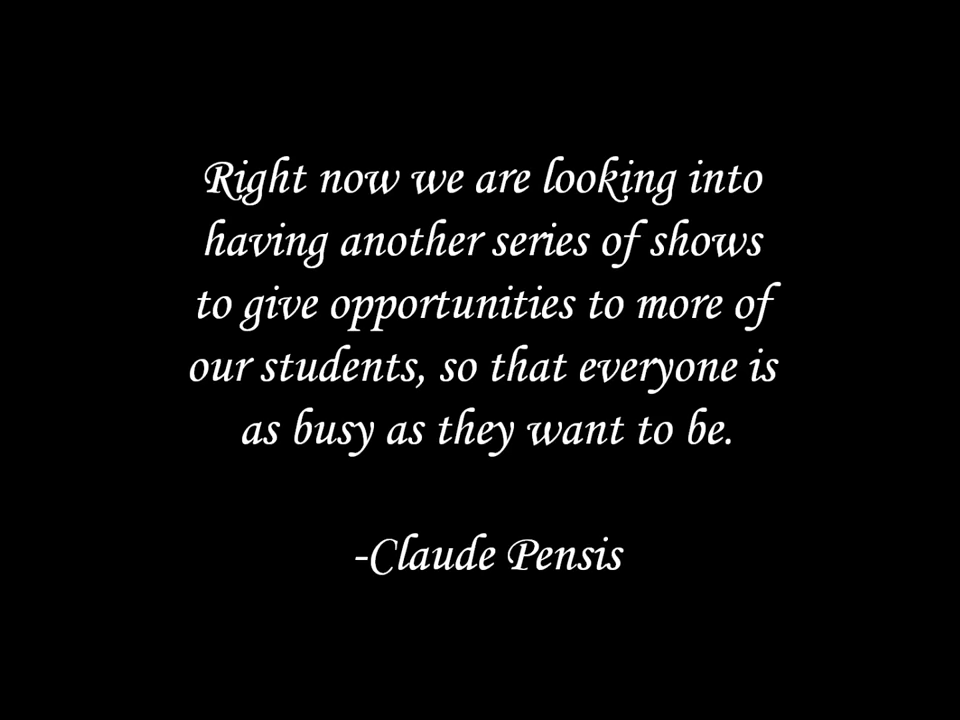 Right now we are looking into
having another series of shows
to give opportunities to more of
our students, so that everyone is
as busy as they want to be.
-Claude Pensis